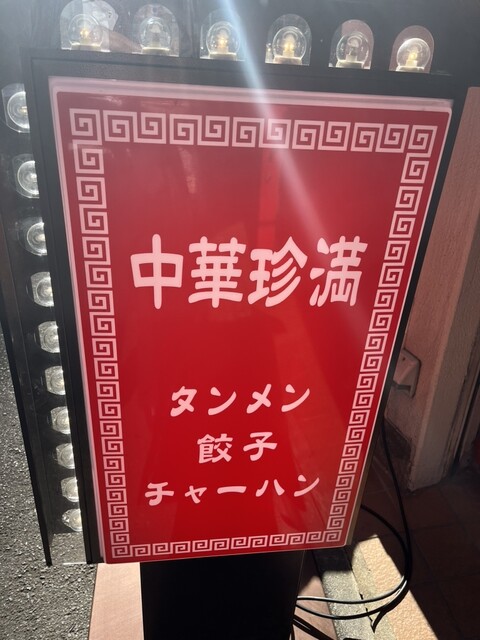 中華珍満
タンメン
餃子
チャーハン